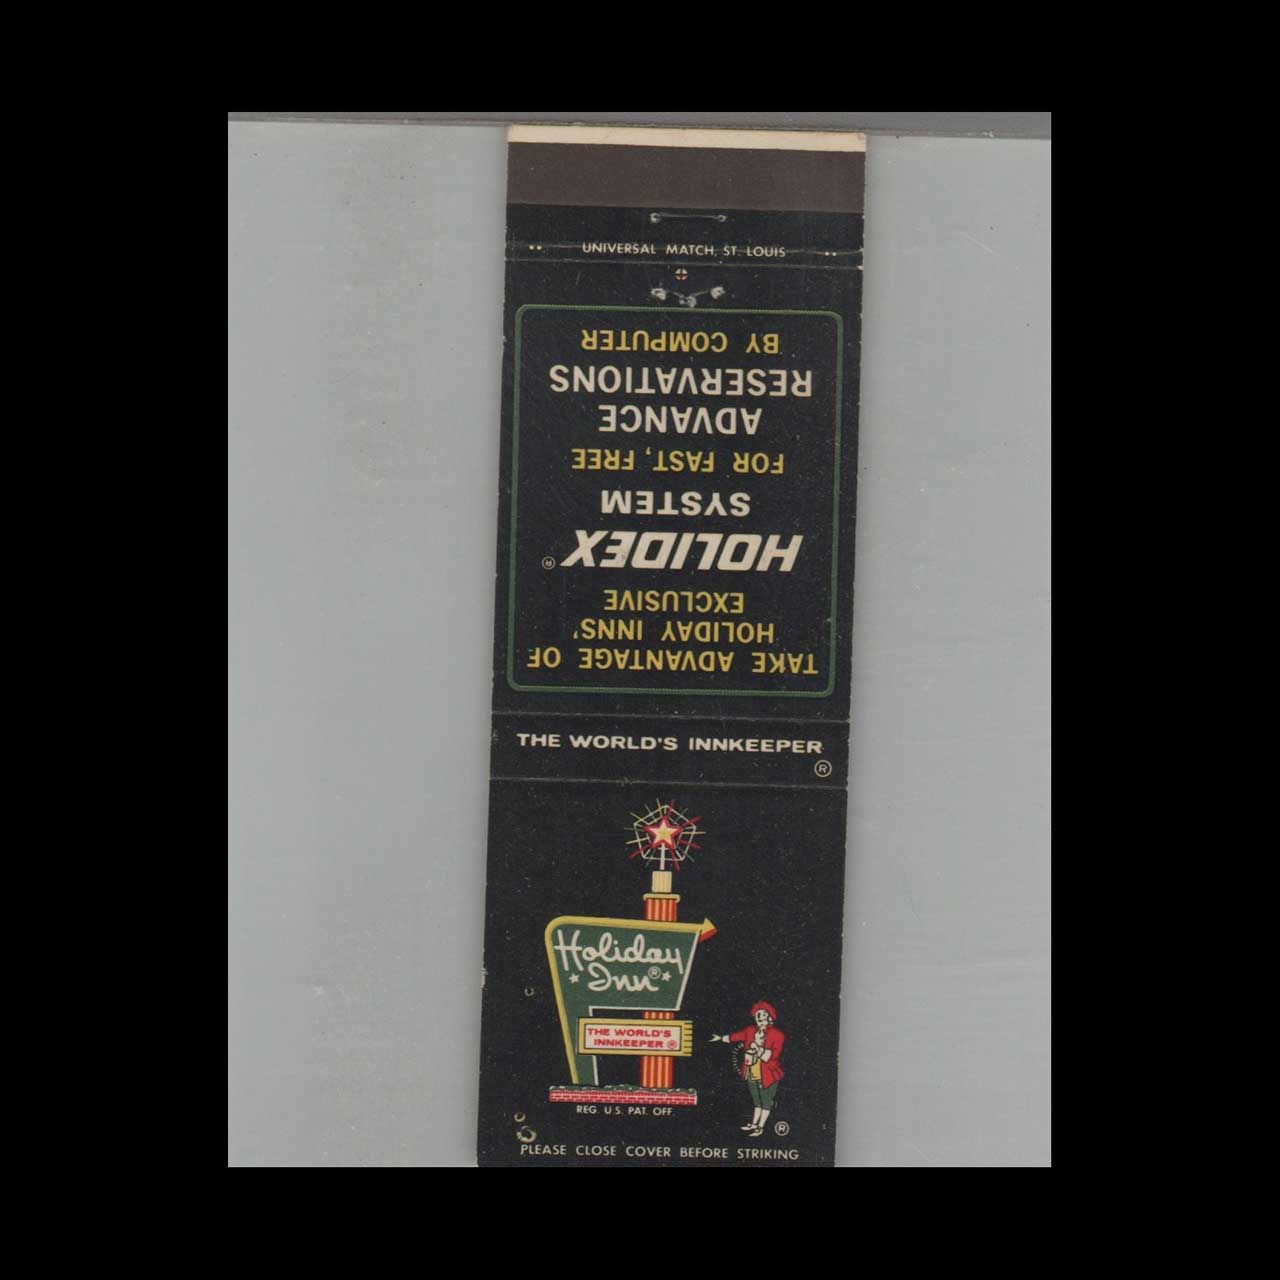 UNIVERSAL MATCH, ST. LOUIS
TAKE ADVANTAGE OF
HOLIDAY INNS'
EXCLUSIVE
HOLIDEX®
SYSTEM
FOR FAST, FREE
ADVANCE
RESERVATIONS
BY COMPUTER
THE WORLD'S INNKEEPER
®
Holiday
Inn®
THE WORLD'S
INNKEEPER ®
REG. U.S. PAT. OFF.
®
PLEASE CLOSE COVER BEFORE STRIKING